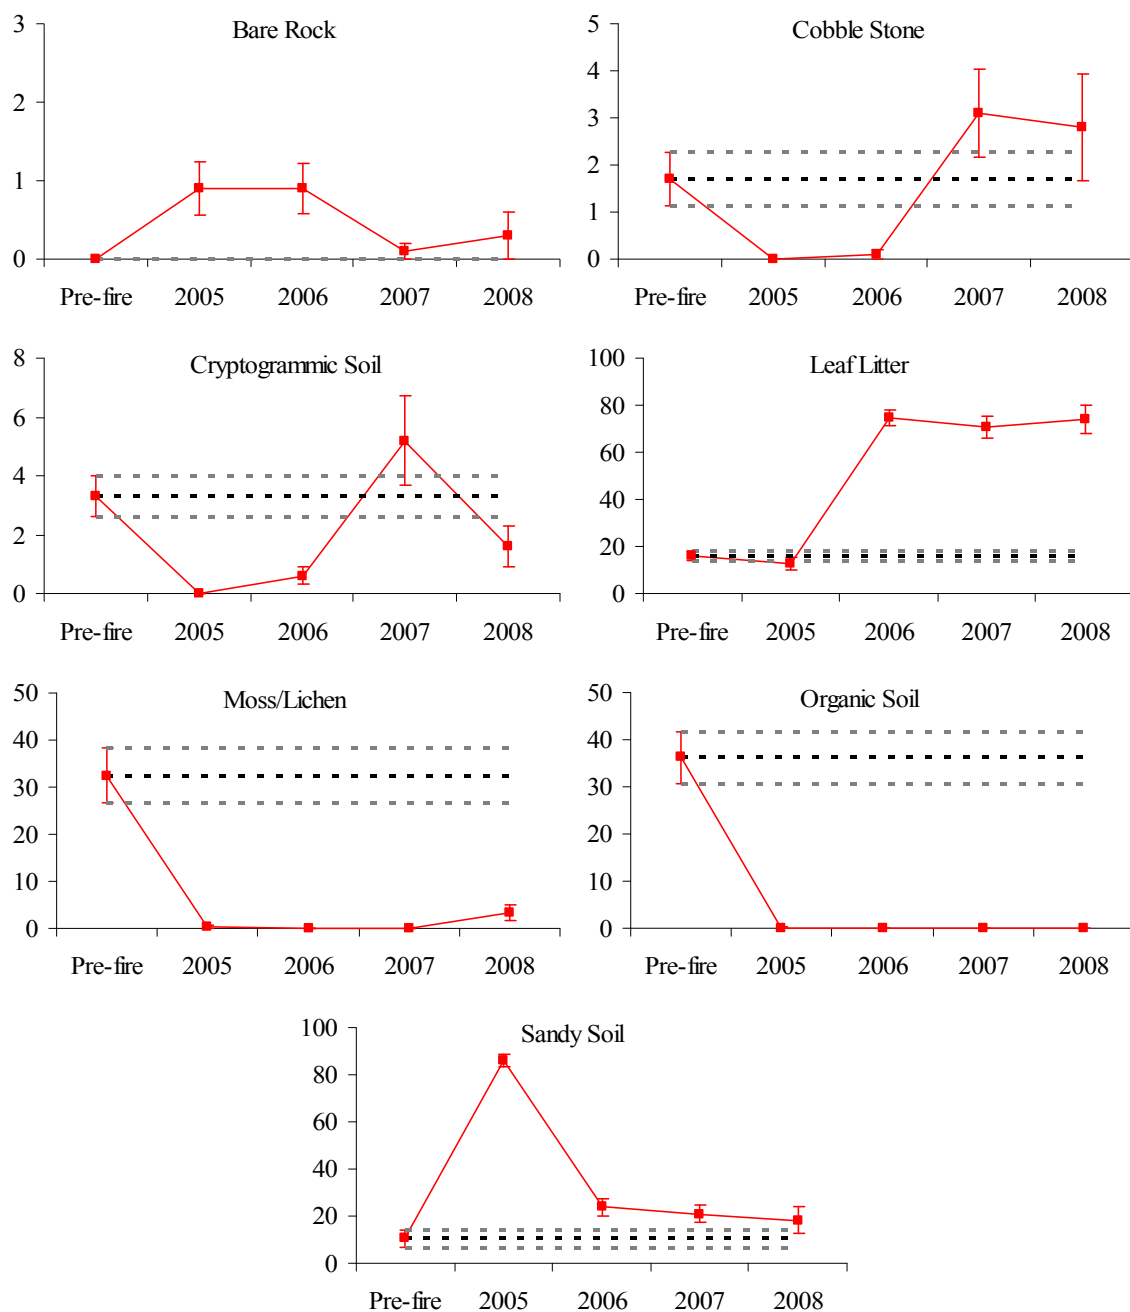 Bare Rock
3
2
1
0
Pre-fire 2005 2006 2007 2008
Cobble Stone
5
4
3
2
1
0
Pre-fire 2005 2006 2007 2008
Cryptogrammic Soil
8
6
4
2
0
Pre-fire 2005 2006 2007 2008
Leaf Litter
100
80
60
40
20
0
Pre-fire 2005 2006 2007 2008
Moss/Lichen
50
40
30
20
10
0
Pre-fire 2005 2006 2007 2008
Organic Soil
50
40
30
20
10
0
Pre-fire 2005 2006 2007 2008
Sandy Soil
100
80
60
40
20
0
Pre-fire 2005 2006 2007 2008